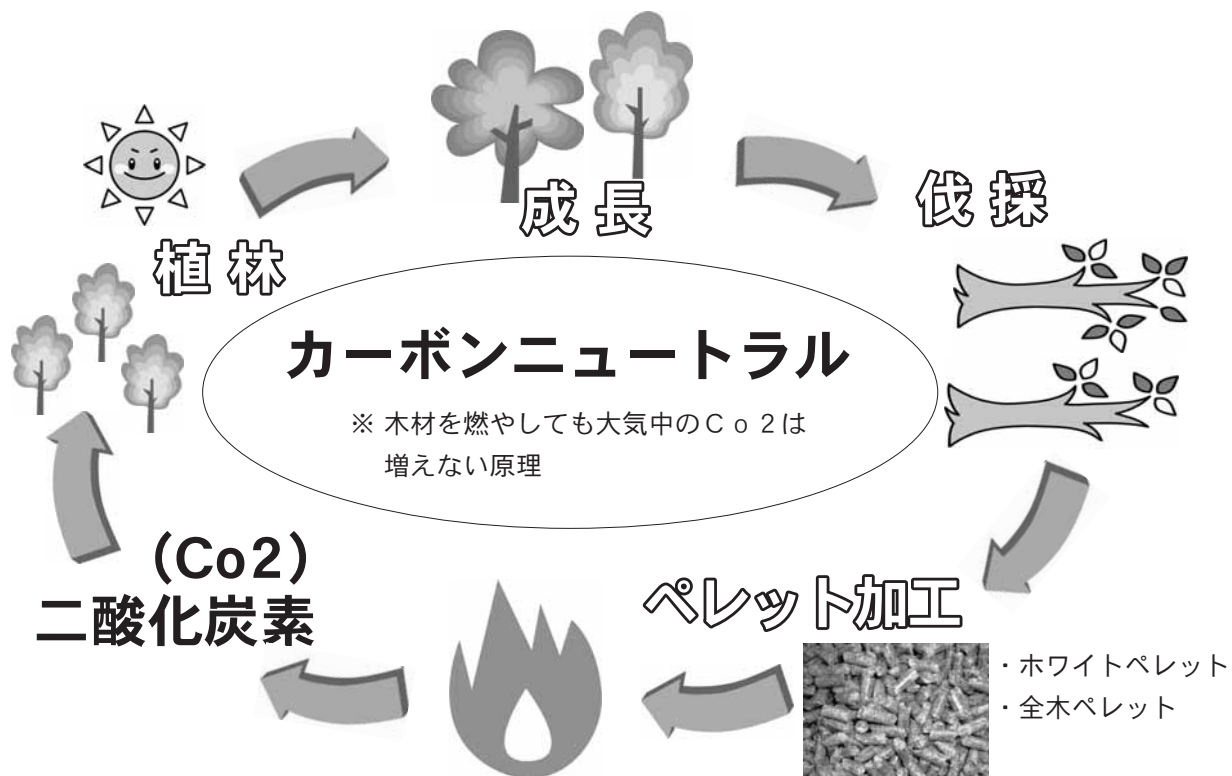 成長
伐採
植林
カーボンニュートラル
※ 木材を燃やしても大気中のCo2は
増えない原理
(Co2)
二酸化炭素
ペレット加工
・ホワイトペレット
・全木ペレット